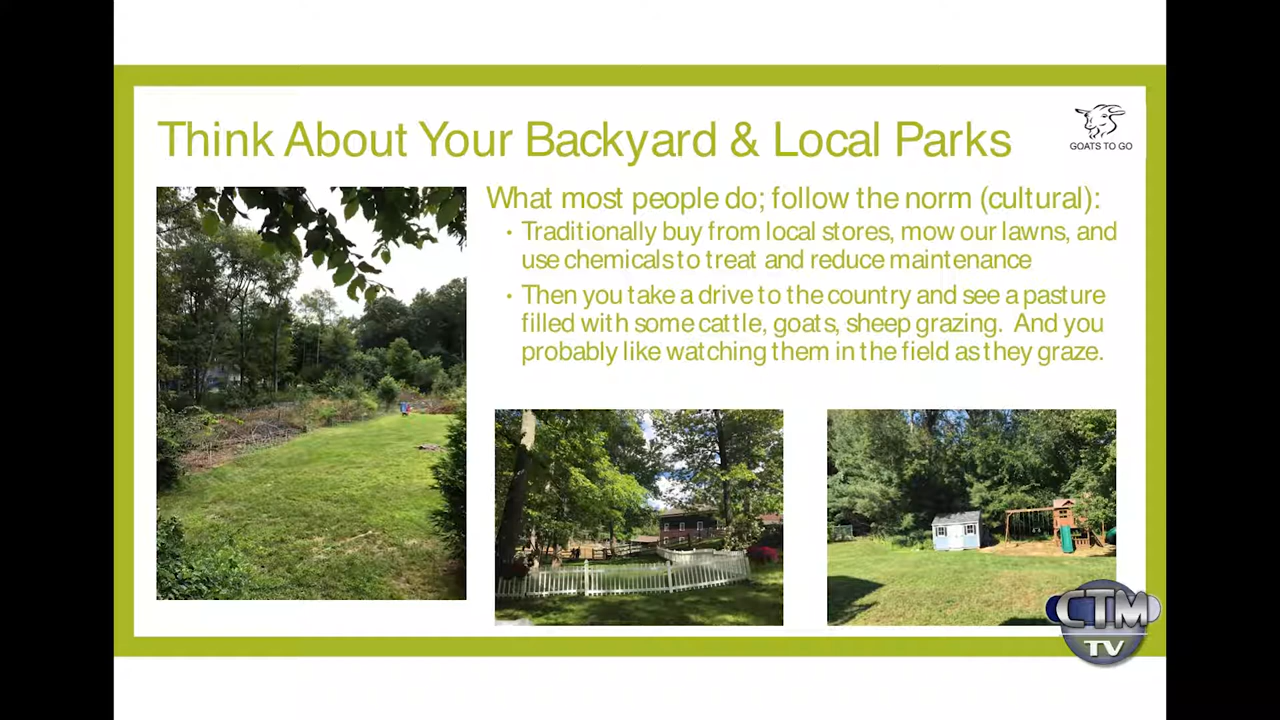 Think About Your Backyard & Local Parks
GOATS TO GO
What most people do; follow the norm (cultural):
• Traditionally buy from local stores, mow our lawns, and
use chemicals to treat and reduce maintenance
• Then you take a drive to the country and see a pasture
filled with some cattle, goats, sheep grazing. And you
probably like watching them in the field as they graze.
CTM
TV